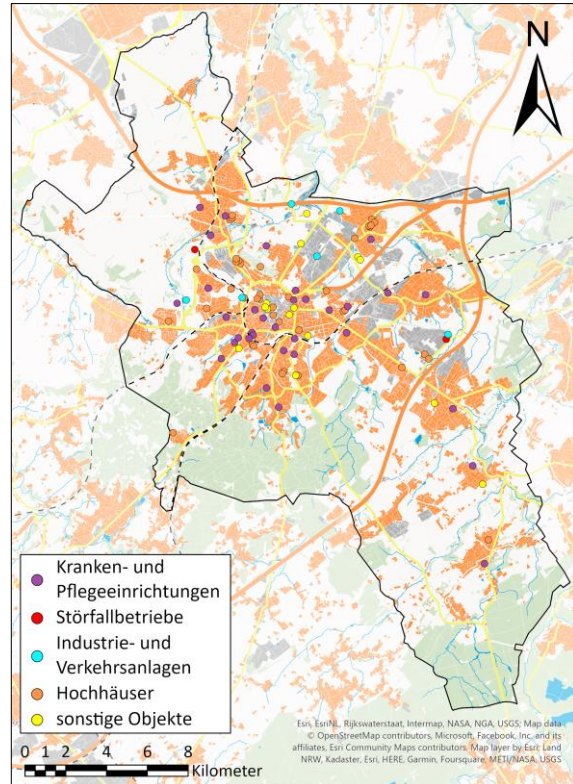 N
Kranken- und
Pflegeeinrichtungen
Störfallbetriebe
Industrie- und
Verkehrsanlagen
Hochhäuser
sonstige Objekte
0 1 2 4 6 8
Kilometer
Esri, EsriNL, Rijkswaterstaat, Intermap, NASA, NGA, USGS; Map data
© OpenStreetMap contributors, Microsoft, Facebook, Inc. and its
affiliates, Esri Community Maps contributors, Map layer by Esri; Land
NRW, Kadaster, Esri, HERE, Garmin, Foursquare, METI/NASA, USGS